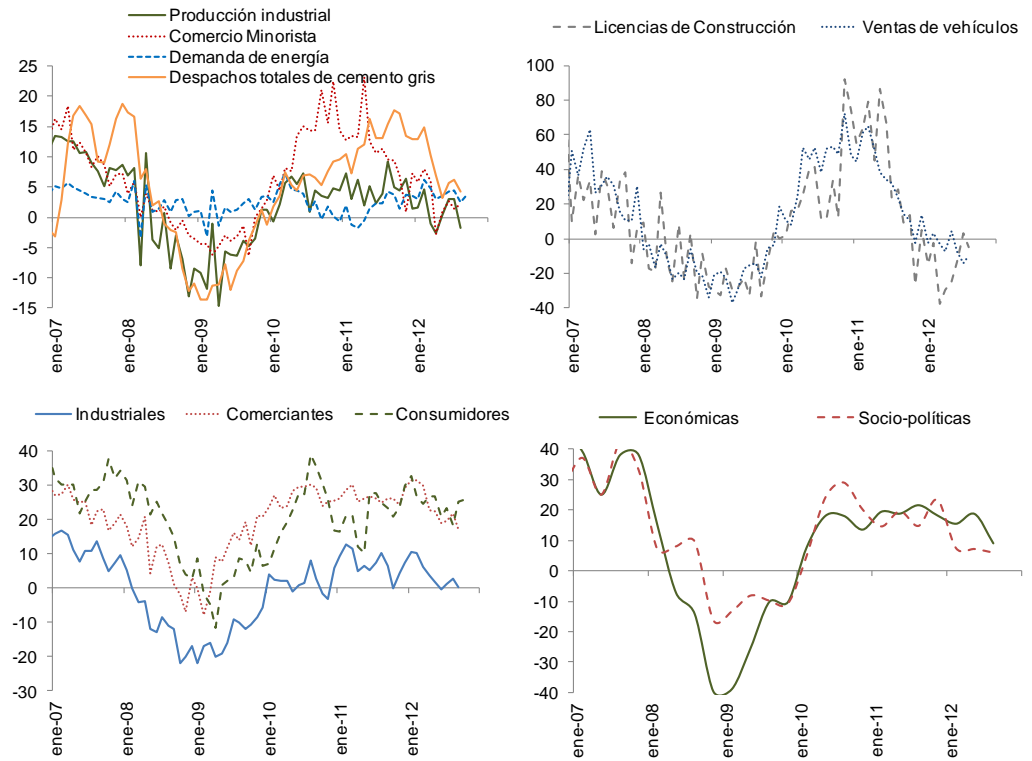 Producción industrial
Comercio Minorista
Demanda de energía
Despachos totales de cemento gris
25
20
15
10
5
0
-5
-10
-15
ene-07
ene-08
ene-09
ene-10
ene-11
ene-12
Licencias de Construcción
Ventas de vehículos
100
80
60
40
20
0
-20
-40
ene-07
ene-08
ene-09
ene-10
ene-11
ene-12
Industriales
Comerciantes
Consumidores
40
30
20
10
0
-10
-20
-30
ene-07
ene-08
ene-09
ene-10
ene-11
ene-12
Económicas
Socio-políticas
40
30
20
10
0
-10
-20
-30
-40
ene-07
ene-08
ene-09
ene-10
ene-11
ene-12